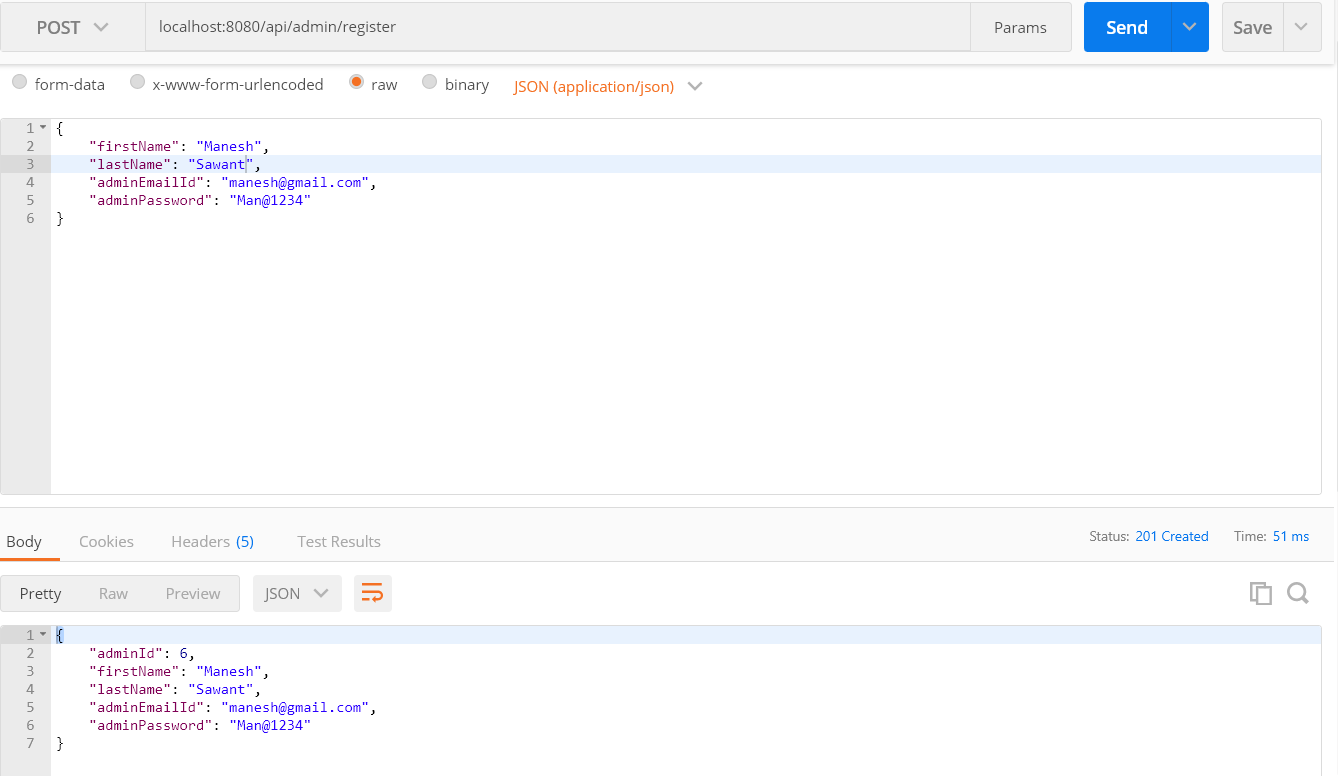 POST localhost:8080/api/admin/register Params Send Save
form-data x-www-form-urlencoded raw binary JSON (application/json)
1 {
2 "firstName": "Manesh",
3 "lastName": "Sawant",
4 "adminEmailId": "manesh@gmail.com",
5 "adminPassword": "Man@1234"
6 }
Body Cookies Headers (5) Test Results Status: 201 Created Time: 51 ms
Pretty Raw Preview JSON
1 {
2 "adminId": 6,
3 "firstName": "Manesh",
4 "lastName": "Sawant",
5 "adminEmailId": "manesh@gmail.com",
6 "adminPassword": "Man@1234"
7 }